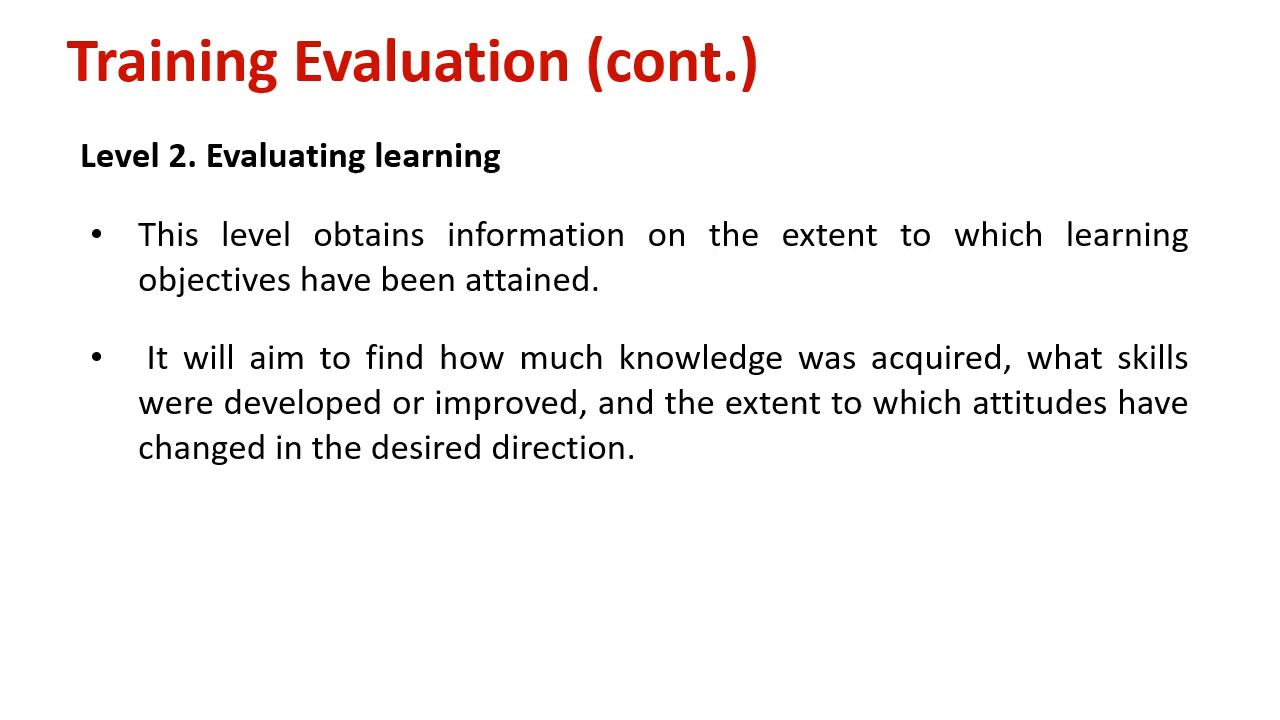 Training Evaluation (cont.)
Level 2. Evaluating learning
• This level obtains information on the extent to which learning
objectives have been attained.
• It will aim to find how much knowledge was acquired, what skills
were developed or improved, and the extent to which attitudes have
changed in the desired direction.